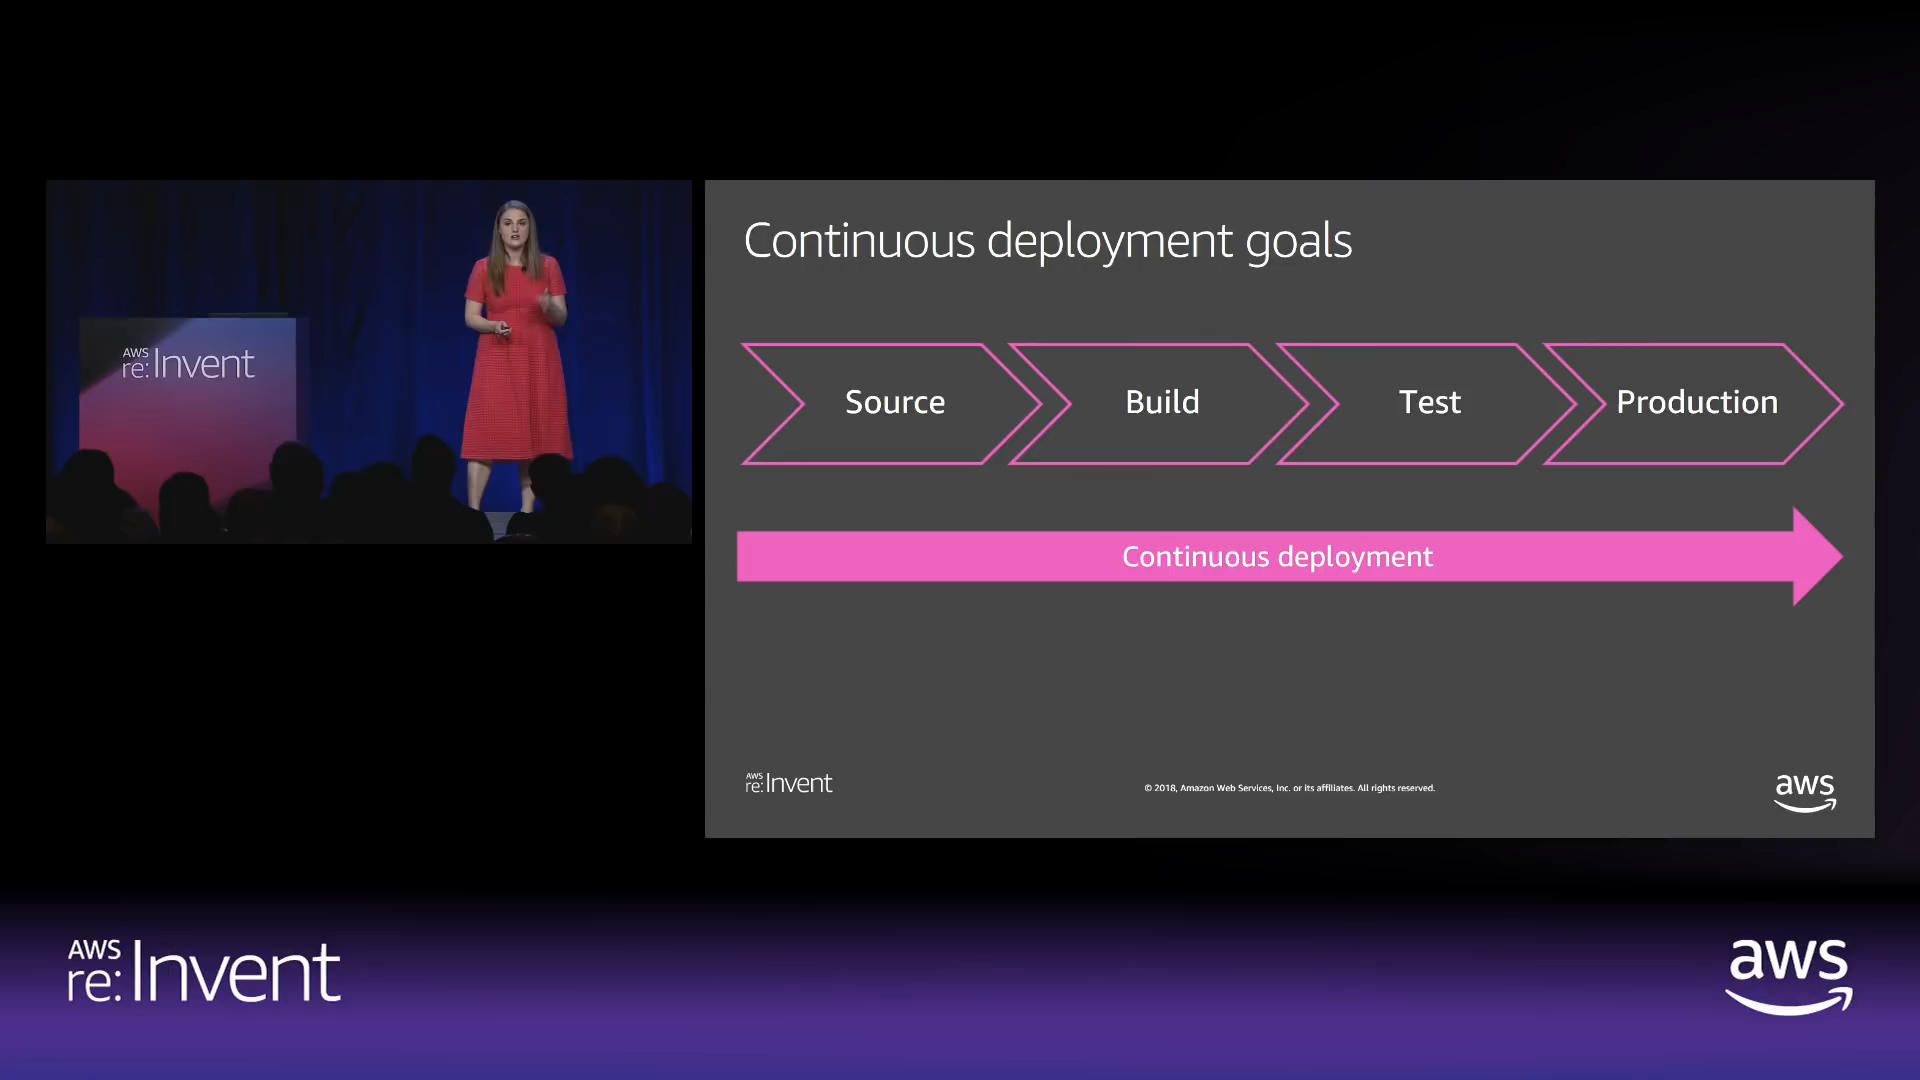 AWS
re:Invent
Continuous deployment goals
Source
Build
Test
Production
Continuous deployment
AWS
re:Invent
© 2018, Amazon Web Services, Inc. or its affiliates. All rights reserved.
aws
AWS
re:Invent
aws